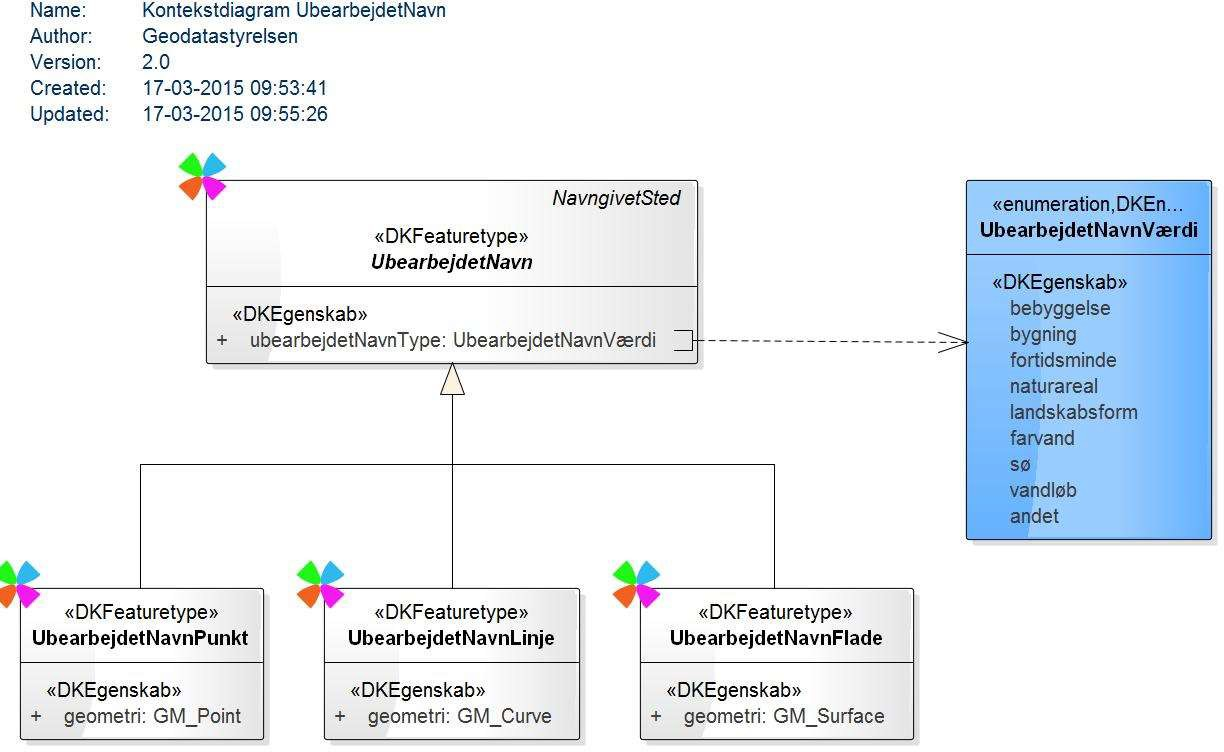 Name: Kontekstdiagram UbearbejdetNavn
Author: Geodatastyrelsen
Version: 2.0
Created: 17-03-2015 09:53:41
Updated: 17-03-2015 09:55:26
NavngivetSted
«DKFeaturetype»
UbearbejdetNavn
«DKEgenskab»
+ ubearbejdetNavnType: UbearbejdetNavnVærdi
«enumeration,DKEn...
UbearbejdetNavnVærdi
«DKEgenskab»
bebyggelse
bygning
fortidsminde
naturareal
landskabsform
farvand
sø
vandløb
andet
«DKFeaturetype»
UbearbejdetNavnPunkt
«DKEgenskab»
+ geometri: GM_Point
«DKFeaturetype»
UbearbejdetNavnLinje
«DKEgenskab»
+ geometri: GM_Curve
«DKFeaturetype»
UbearbejdetNavnFlade
«DKEgenskab»
+ geometri: GM_Surface